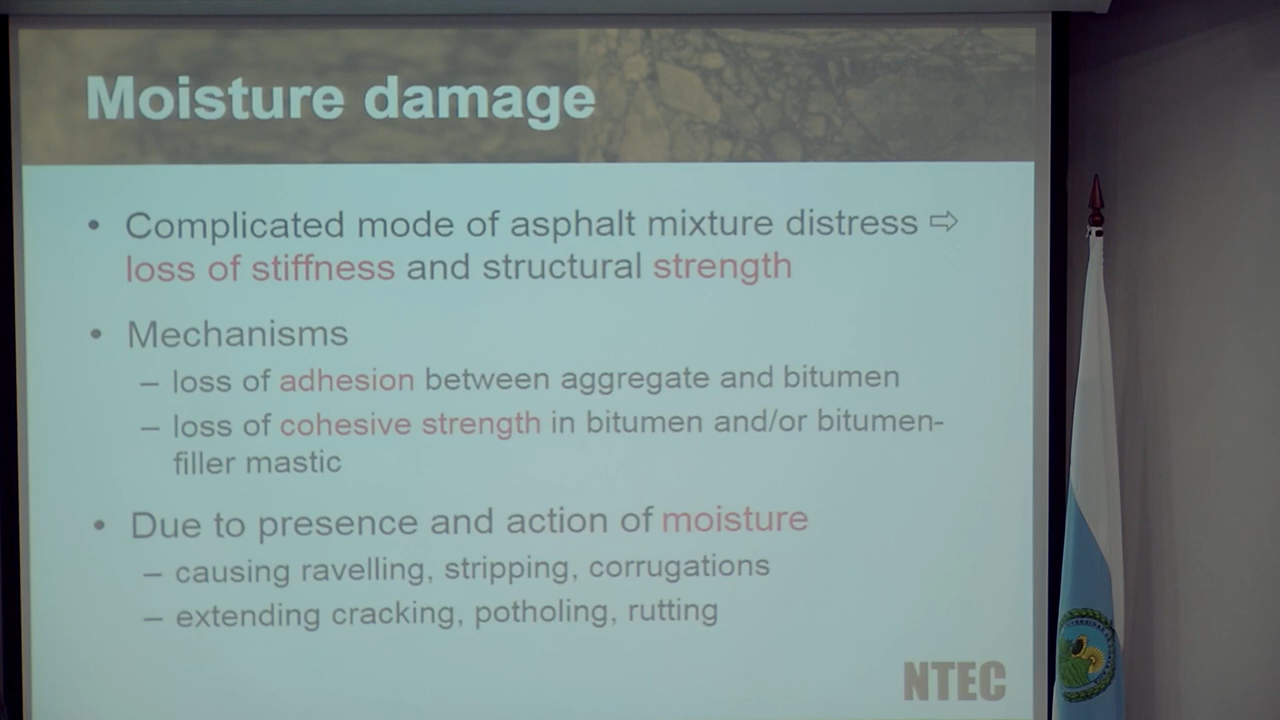 Moisture damage
• Complicated mode of asphalt mixture distress ⇨
loss of stiffness and structural strength
• Mechanisms
– loss of adhesion between aggregate and bitumen
– loss of cohesive strength in bitumen and/or bitumen-
filler mastic
• Due to presence and action of moisture
– causing ravelling, stripping, corrugations
– extending cracking, potholing, rutting
NTEC